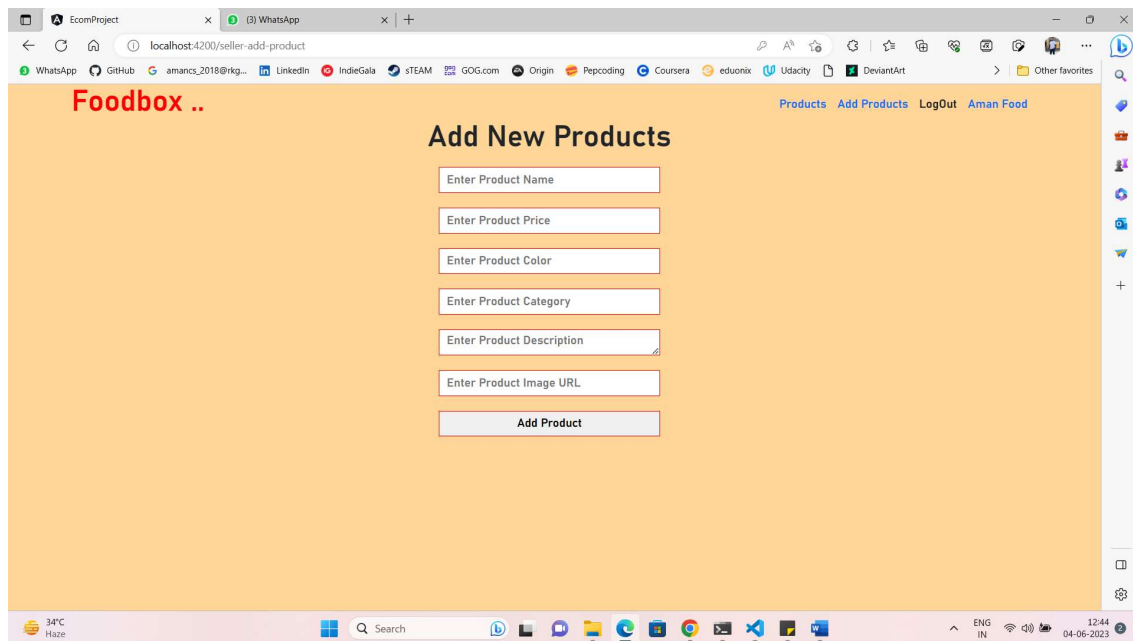 EcomProject
(3) WhatsApp
localhost:4200/seller-add-product
WhatsApp GitHub amancs_2018@rkg... LinkedIn IndieGala sTEAM GOG.com Origin Pepcoding Coursera eduonix Udacity DeviantArt Other favorites
Foodbox ..
Products Add Products LogOut Aman Food
Add New Products
Enter Product Name
Enter Product Price
Enter Product Color
Enter Product Category
Enter Product Description
Enter Product Image URL
Add Product
34°C
Haze
Search
ENG
IN
12:44
04-06-2023
2